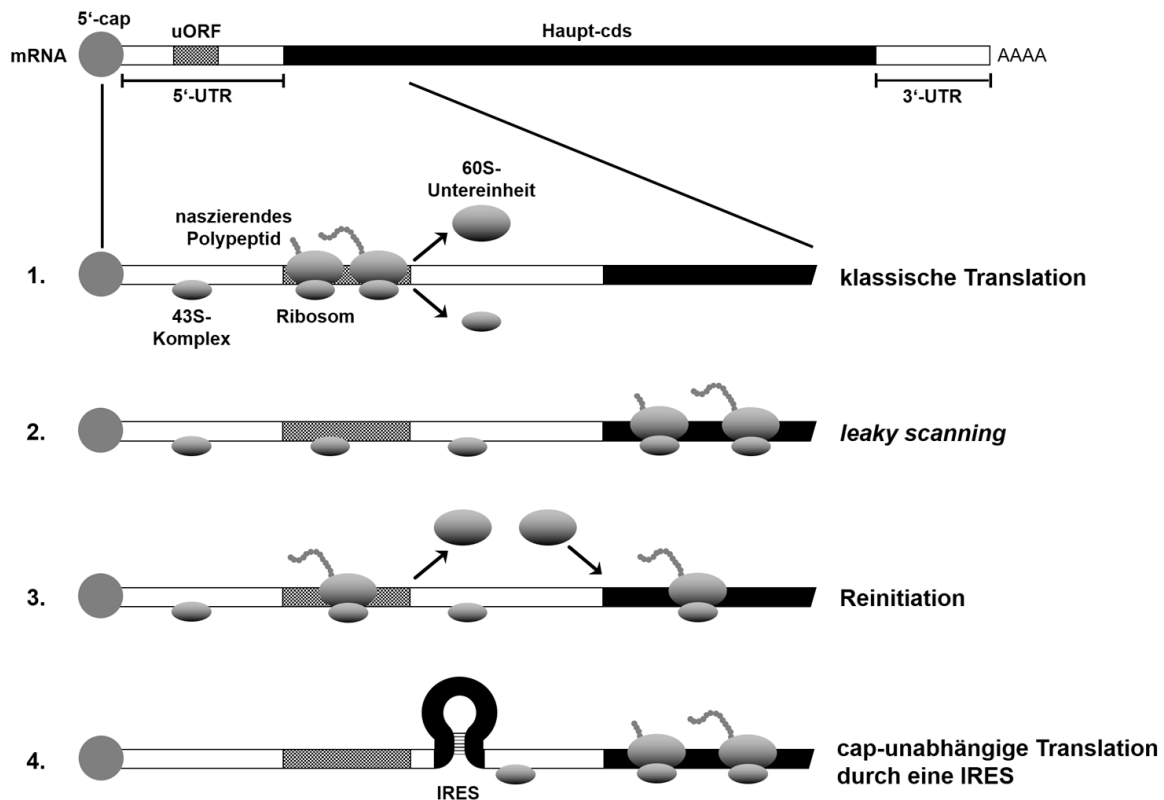 5‘-cap
uORF
Haupt-cds
mRNA
AAAA
5‘-UTR
3‘-UTR
60S-
Untereinheit
naszierendes
Polypeptid
1.
klassische Translation
43S-
Komplex
Ribosom
2.
leaky scanning
3.
Reinitiation
4.
cap-unabhängige Translation
durch eine IRES
IRES